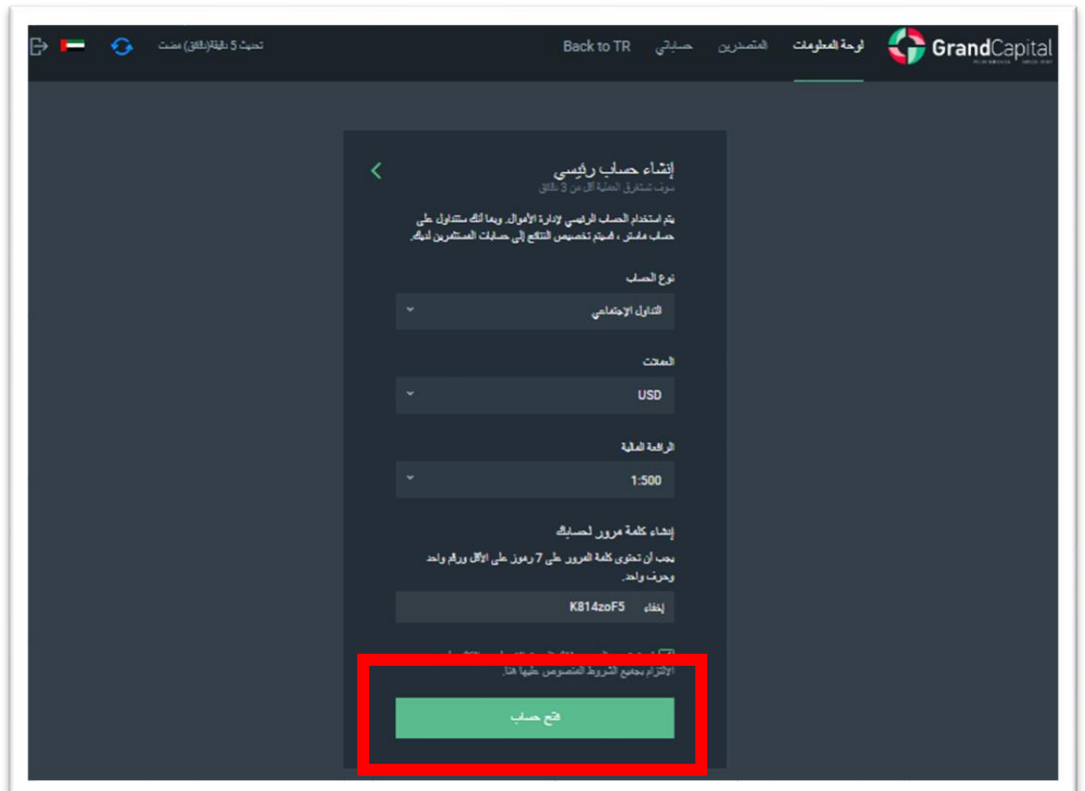 GrandCapital
لوحة المعلومات
المتصدرين
حساباتي
Back to TR
تحديث 5 دقيقة(دقائق) مضت
إنشاء حساب رئيسي
سوف تستغرق العملية أقل من 3 دقائق
يتم استخدام الحساب الرئيسي لإدارة الأموال. وبما أنك ستتداول على
حساب ماستر ، فسيتم تخصيص النتائج إلى حسابات المستثمرين لديك.
نوع الحساب
التداول الإجتماعي
العملات
USD
الرافعة المالية
1:500
إنشاء كلمة مرور لحسابك
يجب أن تحتوى كلمة المرور على 7 رموز على الأقل ورقم واحد
وحرف واحد.
K814zoF5 إخفاء
الالتزام بجميع الشروط المنصوص عليها هنا.
فتح حساب